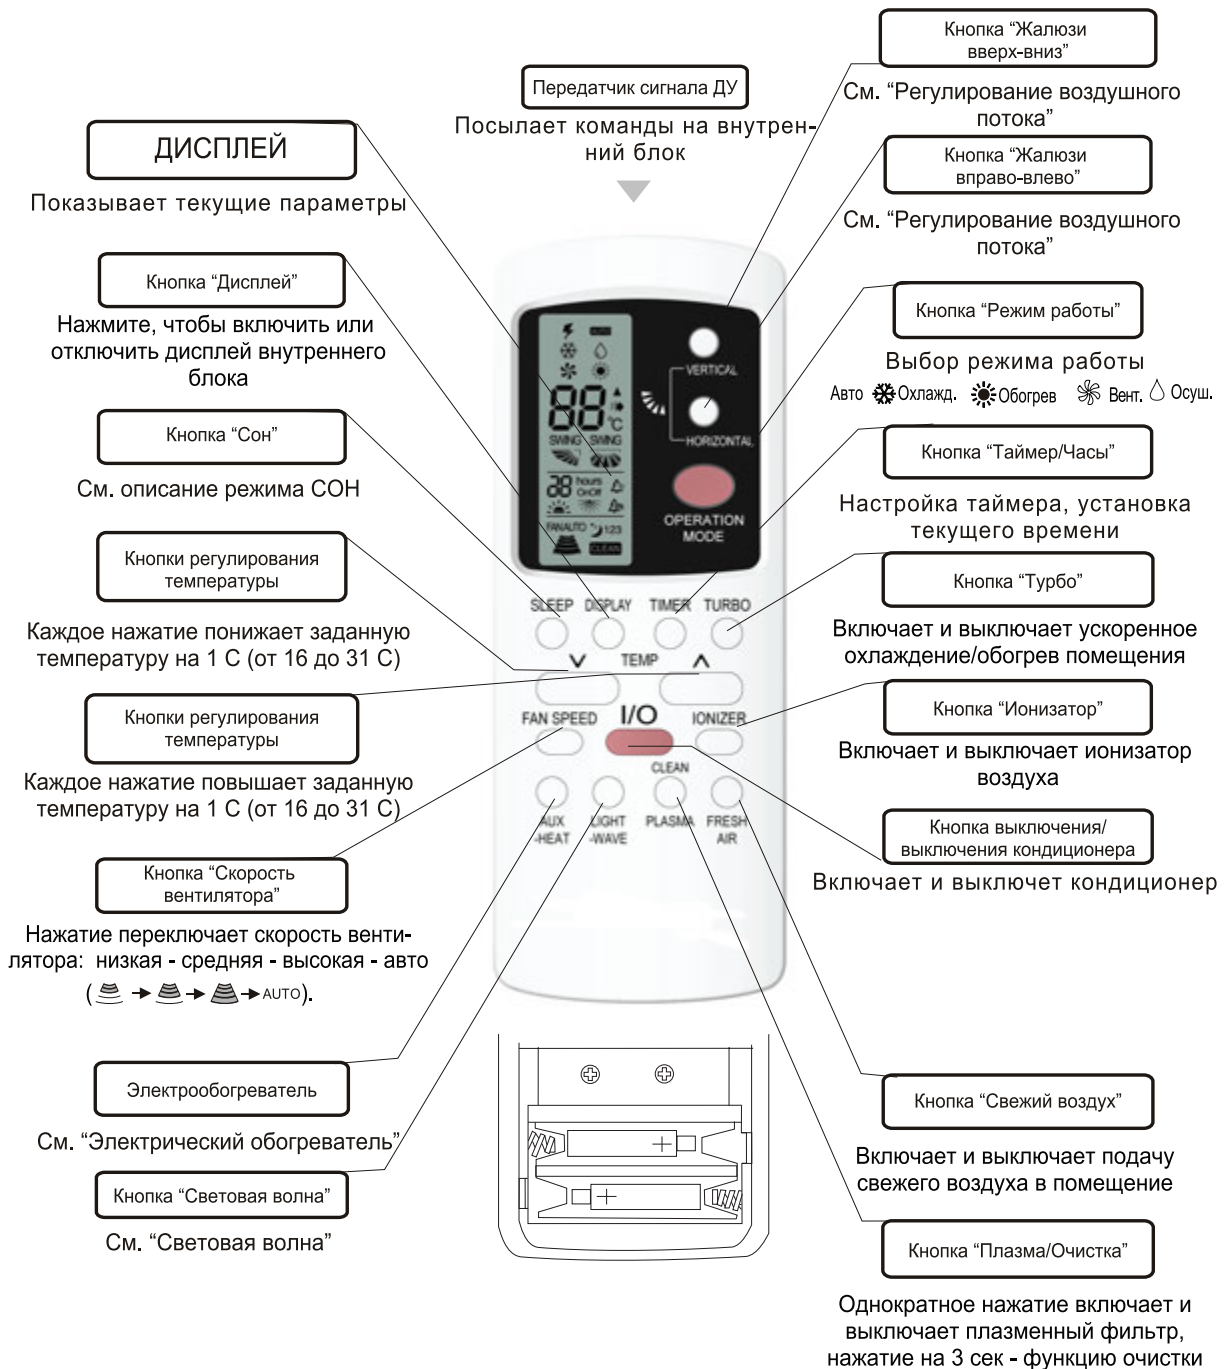 Кнопка “Жалюзи
вверх-вниз”
См. “Регулирование воздушного
потока”
Передатчик сигнала ДУ
Посылает команды на внутрен-
ний блок
ДИСПЛЕЙ
Показывает текущие параметры
Кнопка “Жалюзи
вправо-влево”
См. “Регулирование воздушного
потока”
Кнопка “Дисплей”
Нажмите, чтобы включить или
отключить дисплей внутреннего
блока
Кнопка “Режим работы”
Выбор режима работы
Авто Охлажд. Обогрев Вент. Осуш.
Кнопка “Сон”
См. описание режима СОН
Кнопка “Таймер/Часы”
Настройка таймера, установка
текущего времени
Кнопки регулирования
температуры
Каждое нажатие понижает заданную
температуру на 1 С (от 16 до 31 С)
Кнопка “Турбо”
Включает и выключает ускоренное
охлаждение/обогрев помещения
Кнопки регулирования
температуры
Каждое нажатие повышает заданную
температуру на 1 С (от 16 до 31 С)
Кнопка “Ионизатор”
Включает и выключает ионизатор
воздуха
Кнопка выключения/
выключения кондиционера
Включает и выключет кондиционер
Кнопка “Скорость
вентилятора”
Нажатие переключает скорость венти-
лятора: низкая - средняя - высокая - авто
( → → → AUTO).
Электрообогреватель
См. “Электрический обогреватель”
Кнопка “Световая волна”
См. “Световая волна”
Кнопка “Свежий воздух”
Включает и выключает подачу
свежего воздуха в помещение
Кнопка “Плазма/Очистка”
Однократное нажатие включает и
выключает плазменный фильтр,
нажатие на 3 сек - функцию очистки
AUTO
88 °C
SWING SWING
88 hours
On Off
FAN AUTO 123
CLEAN
VERTICAL
HORIZONTAL
OPERATION
MODE
SLEEP DISPLAY TIMER TURBO
TEMP
FAN SPEED I/O IONIZER
CLEAN
AUX
-HEAT
LIGHT
-WAVE
PLASMA
FRESH
AIR